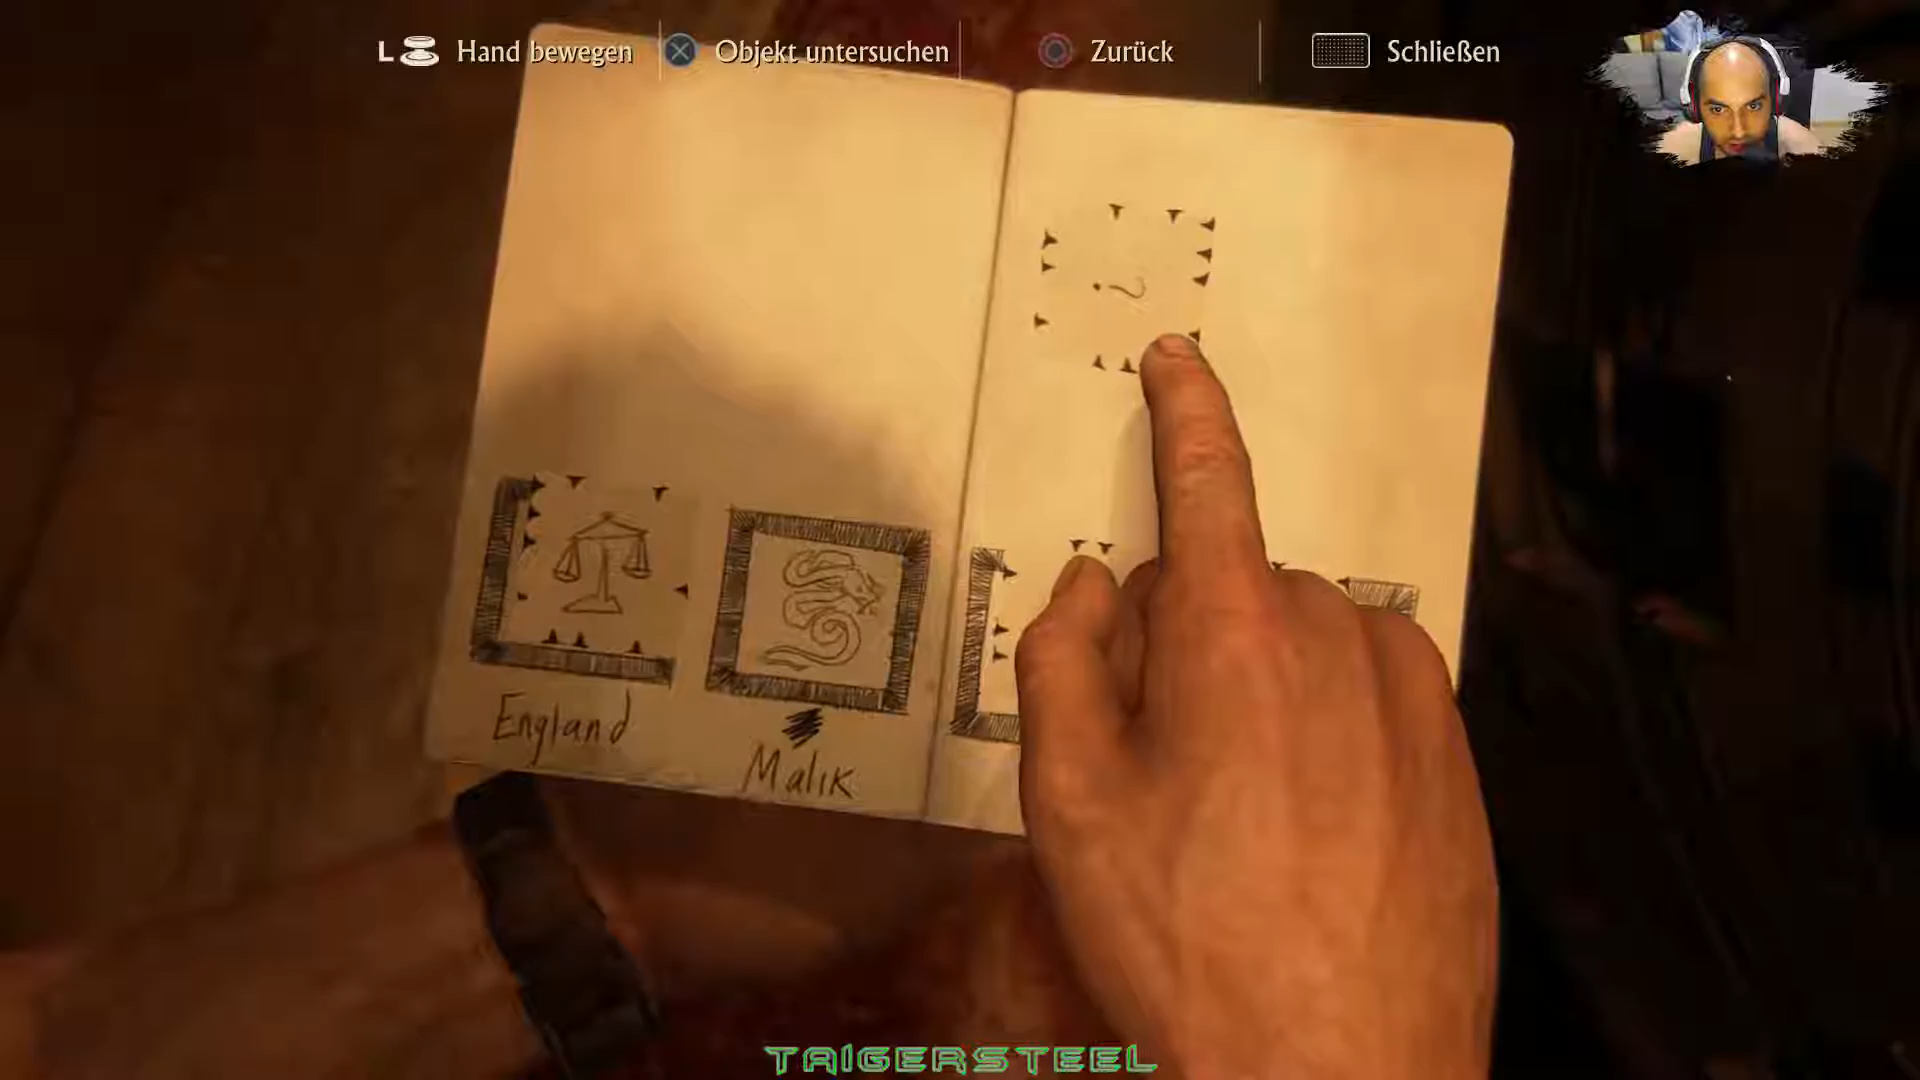 L Hand bewegen Objekt untersuchen Zurück Schließen
?
England
Malik
TAIGERSTEEL